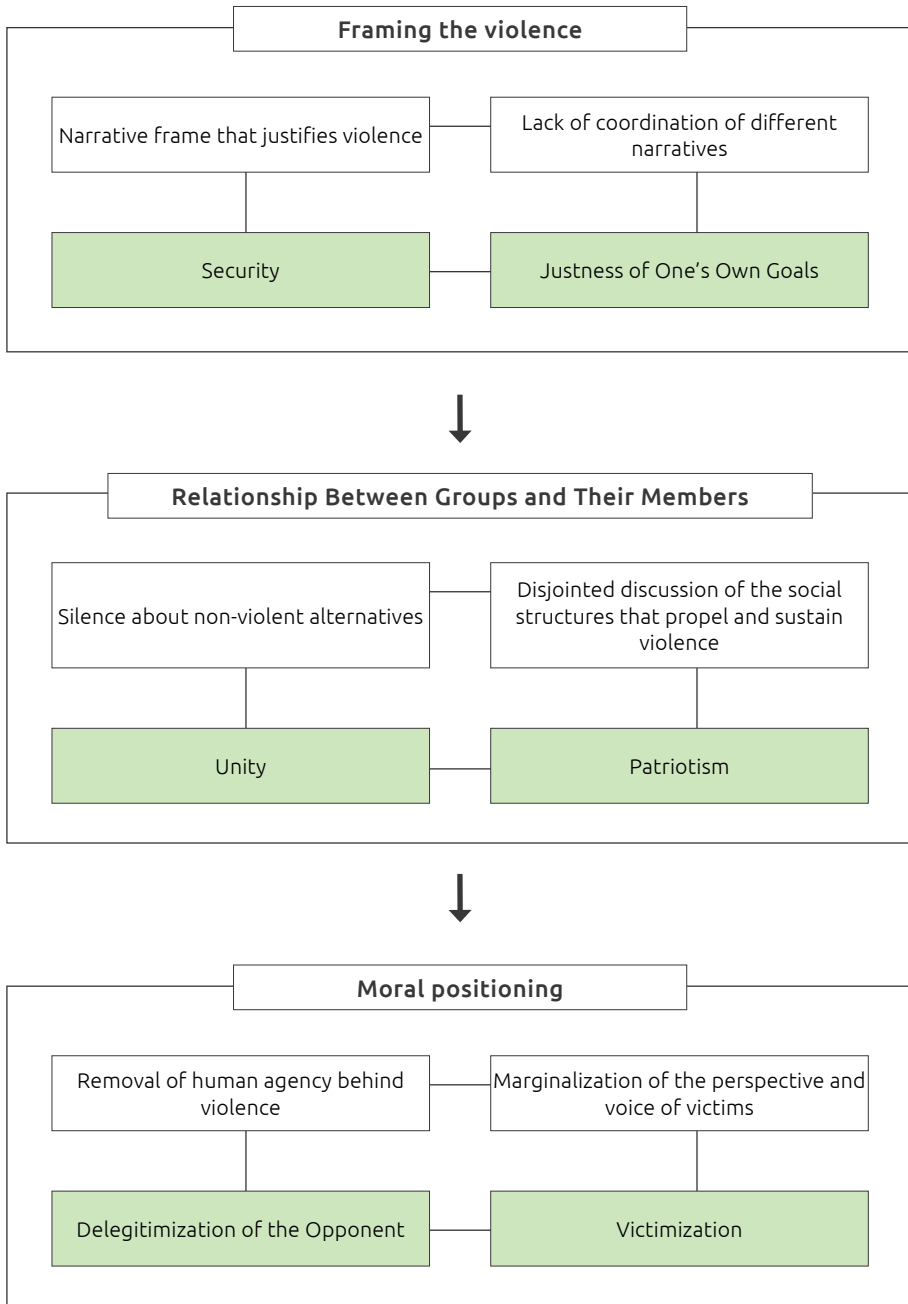 Framing the violence
Narrative frame that justifies violence
Lack of coordination of different
narratives
Security
Justness of One's Own Goals
Relationship Between Groups and Their Members
Silence about non-violent alternatives
Disjointed discussion of the social
structures that propel and sustain
violence
Unity
Patriotism
Moral positioning
Removal of human agency behind
violence
Marginalization of the perspective and
voice of victims
Delegitimization of the Opponent
Victimization